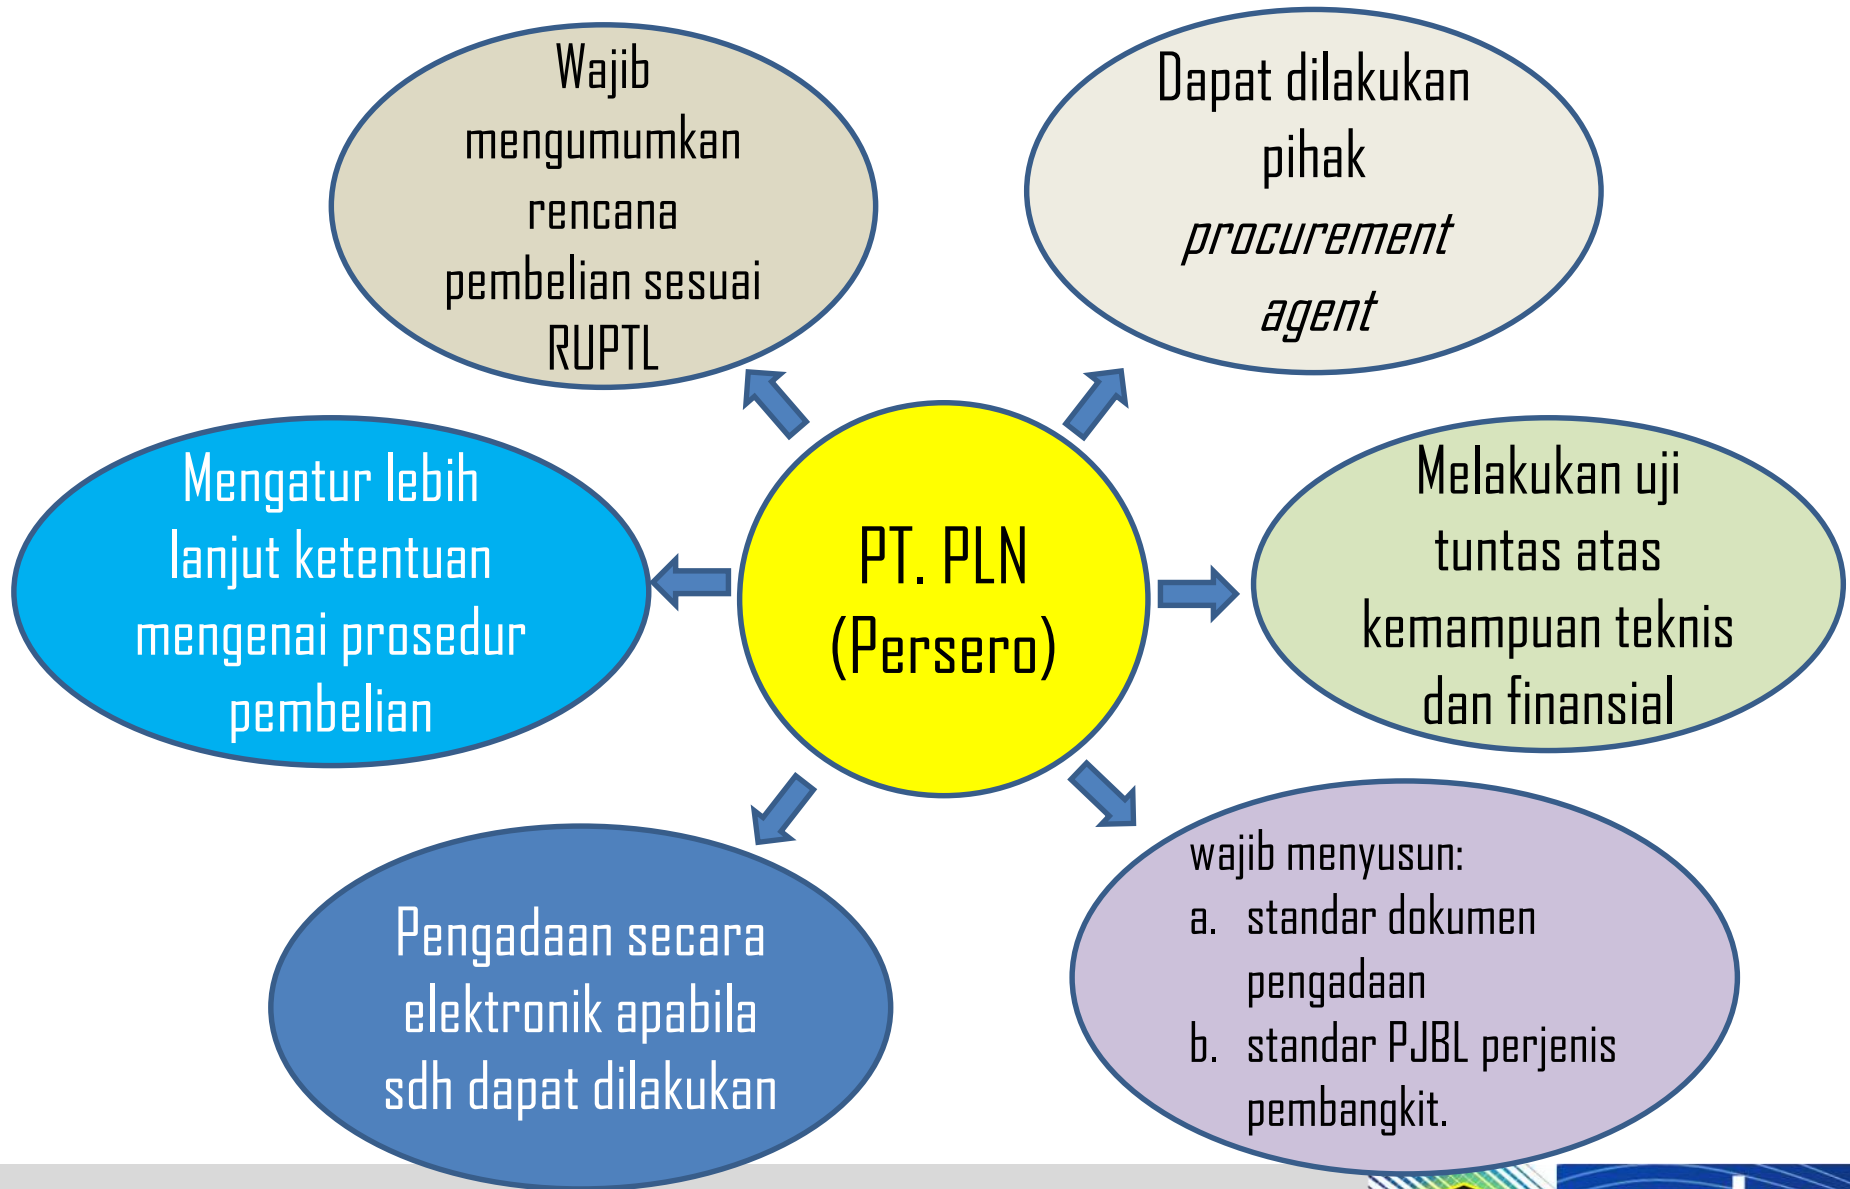 Wajib
mengumumkan
rencana
pembelian sesuai
RUPTL
Dapat dilakukan
pihak
procurement
agent
Mengatur lebih
lanjut ketentuan
mengenai prosedur
pembelian
PT. PLN
(Persero)
Melakukan uji
tuntas atas
kemampuan teknis
dan finansial
Pengadaan secara
elektronik apabila
sdh dapat dilakukan
wajib menyusun:
a. standar dokumen
pengadaan
b. standar PJBL perjenis
pembangkit.